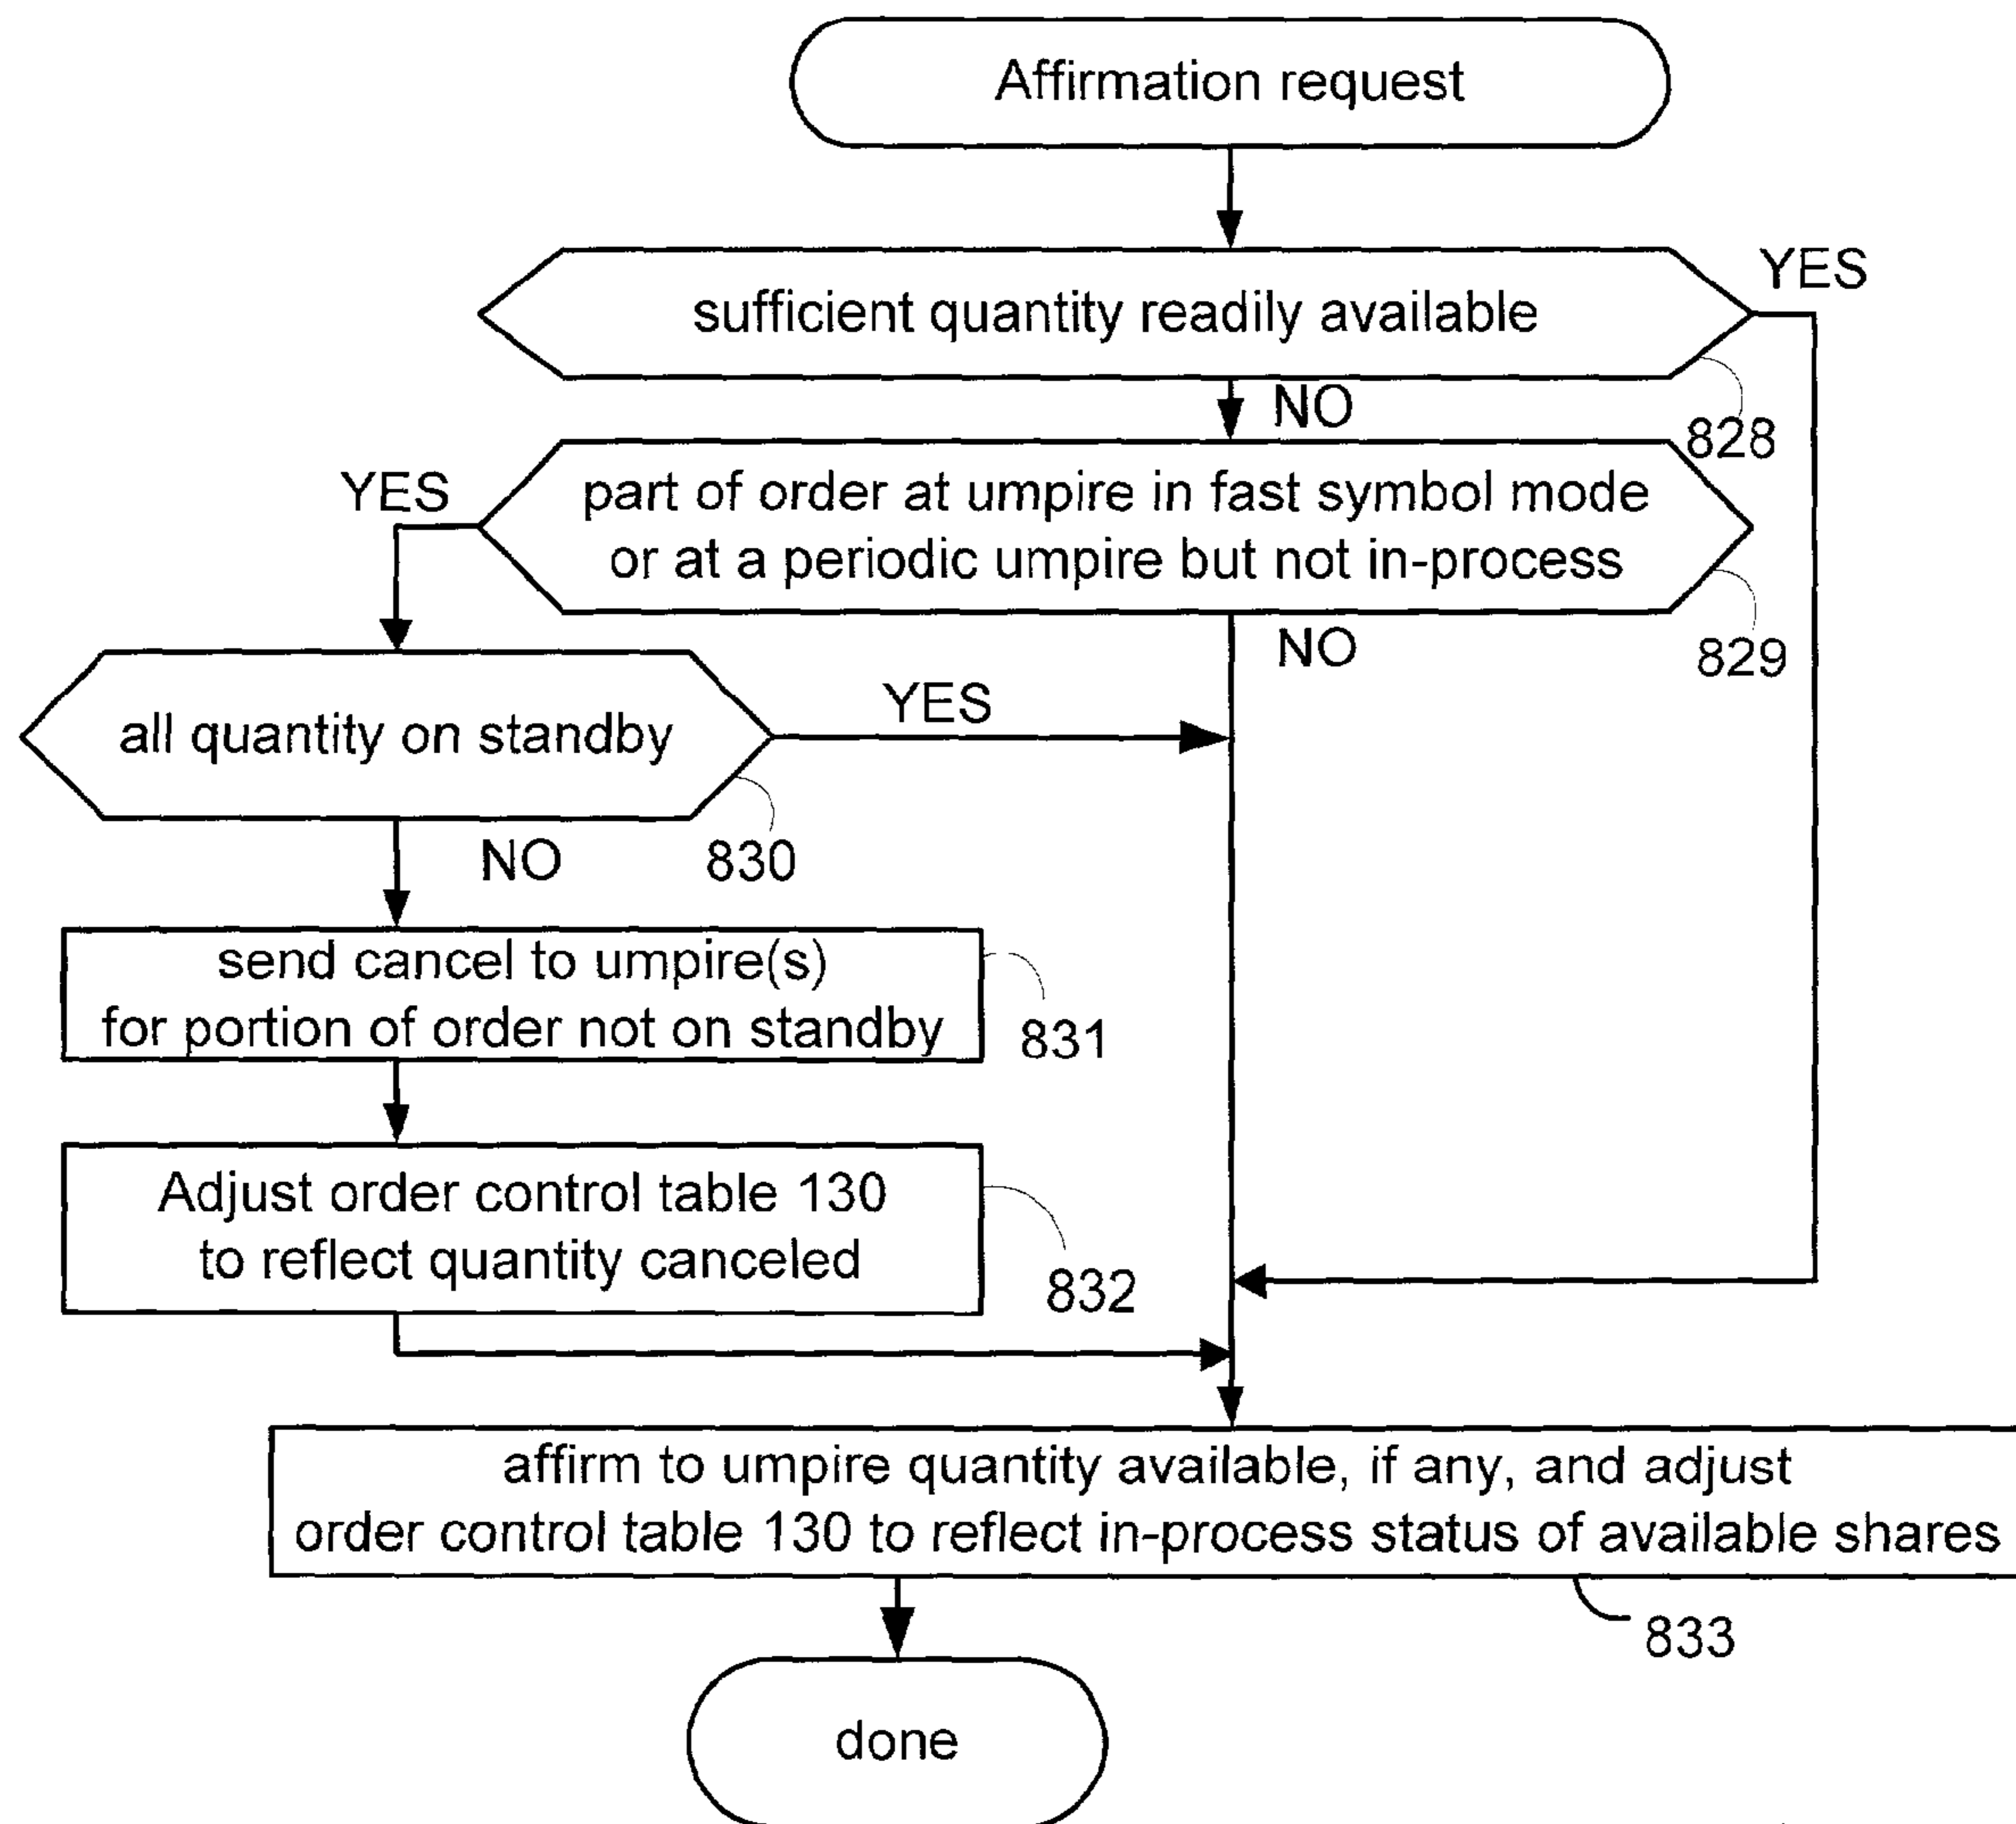 Affirmation request
YES
sufficient quantity readily available
NO
828
YES
part of order at umpire in fast symbol mode
or at a periodic umpire but not in-process
NO
829
all quantity on standby
YES
NO
830
send cancel to umpire(s)
for portion of order not on standby
831
Adjust order control table 130
to reflect quantity canceled
832
affirm to umpire quantity available, if any, and adjust
order control table 130 to reflect in-process status of available shares
833
done